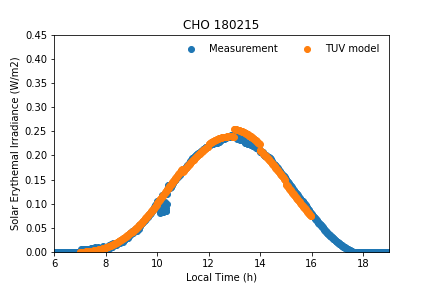 CHO 180215
Measurement TUV model
Solar Erythemal Irradiance (W/m2)
0.45
0.40
0.35
0.30
0.25
0.20
0.15
0.10
0.05
0.00
6 8 10 12 14 16 18
Local Time (h)